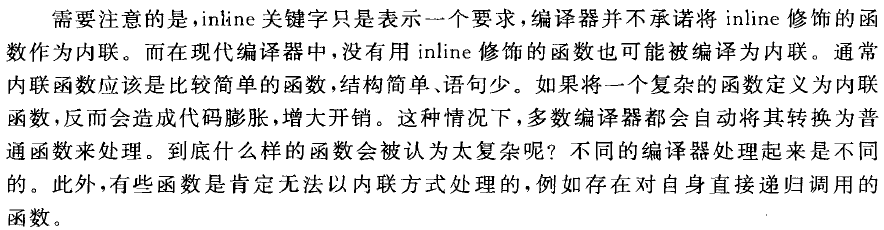 需要注意的是,inline 关键字只是表示一个要求,编译器并不承诺将 inline 修饰的函
数作为内联。而在现代编译器中,没有用 inline 修饰的函数也可能被编译为内联。通常
内联函数应该是比较简单的函数,结构简单、语句少。如果将一个复杂的函数定义为内联
函数,反而会造成代码膨胀,增大开销。这种情况下,多数编译器都会自动将其转换为普
通函数来处理。到底什么样的函数会被认为太复杂呢? 不同的编译器处理起来是不同
的。此外,有些函数是肯定无法以内联方式处理的,例如存在对自身直接递归调用的
函数。